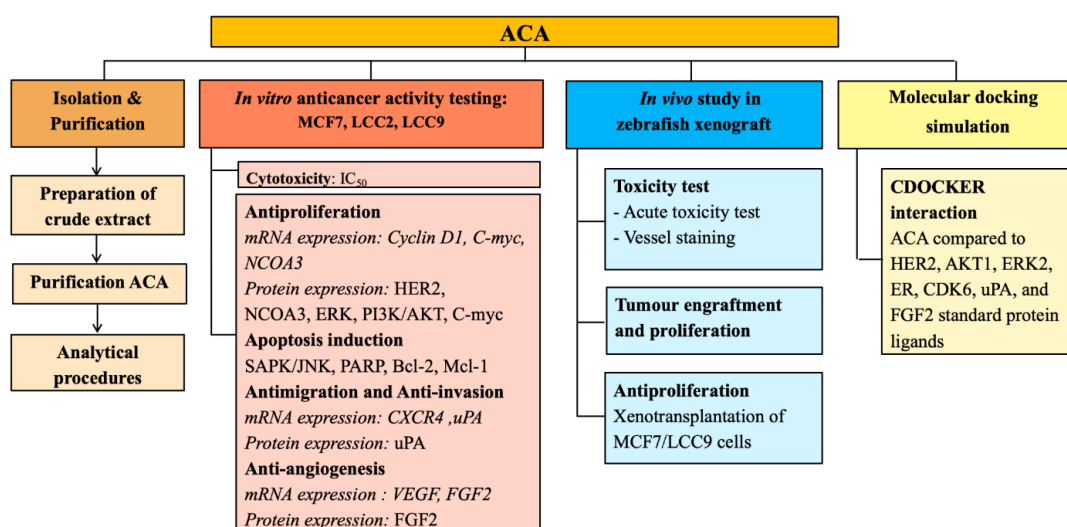 ACA
Isolation &
Purification
Preparation of
crude extract
Purification ACA
Analytical
procedures
In vitro anticancer activity testing:
MCF7, LCC2, LCC9
Cytotoxicity: IC50
Antiproliferation
mRNA expression: Cyclin D1, C-myc,
NCOA3
Protein expression: HER2,
NCOA3, ERK, PI3K/AKT, C-myc
Apoptosis induction
SAPK/JNK, PARP, Bcl-2, Mcl-1
Antimigration and Anti-invasion
mRNA expression: CXCR4 ,uPA
Protein expression: uPA
Anti-angiogenesis
mRNA expression : VEGF, FGF2
Protein expression: FGF2
In vivo study in
zebrafish xenograft
Toxicity test
- Acute toxicity test
- Vessel staining
Tumour engraftment
and proliferation
Antiproliferation
Xenotransplantation of
MCF7/LCC9 cells
Molecular docking
simulation
CDOCKER
interaction
ACA compared to
HER2, AKT1, ERK2,
ER, CDK6, uPA, and
FGF2 standard protein
ligands